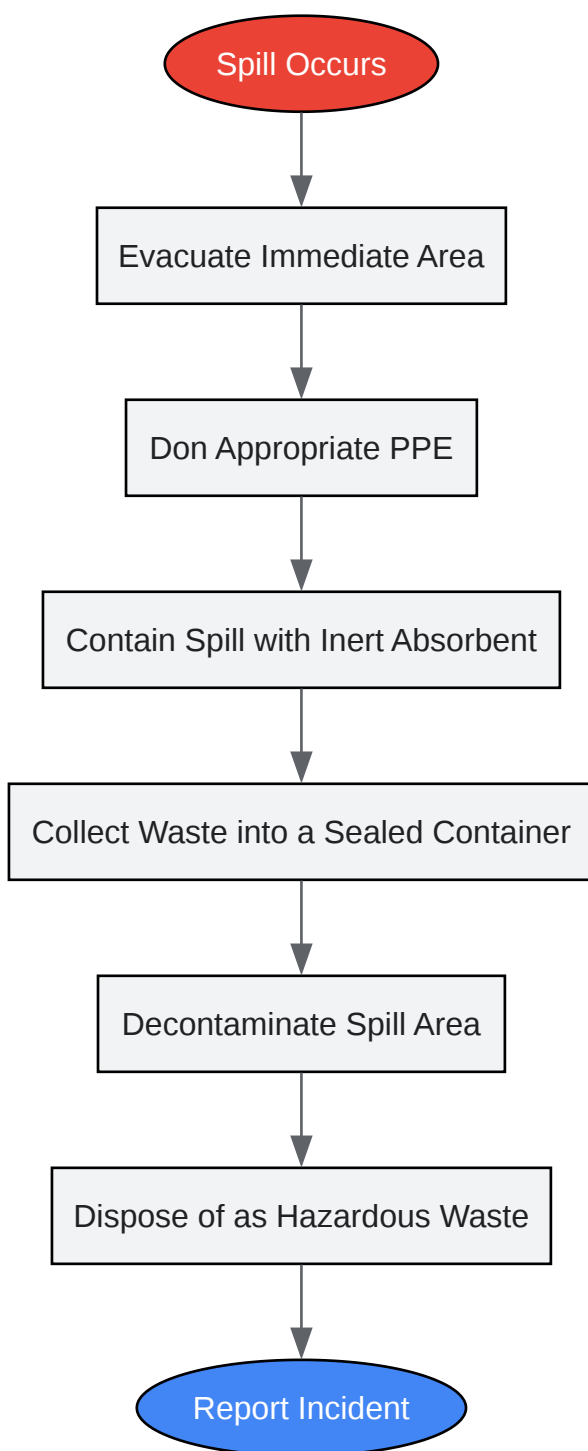 Spill Occurs
Evacuate Immediate Area
Don Appropriate PPE
Contain Spill with Inert Absorbent
Collect Waste into a Sealed Container
Decontaminate Spill Area
Dispose of as Hazardous Waste
Report Incident